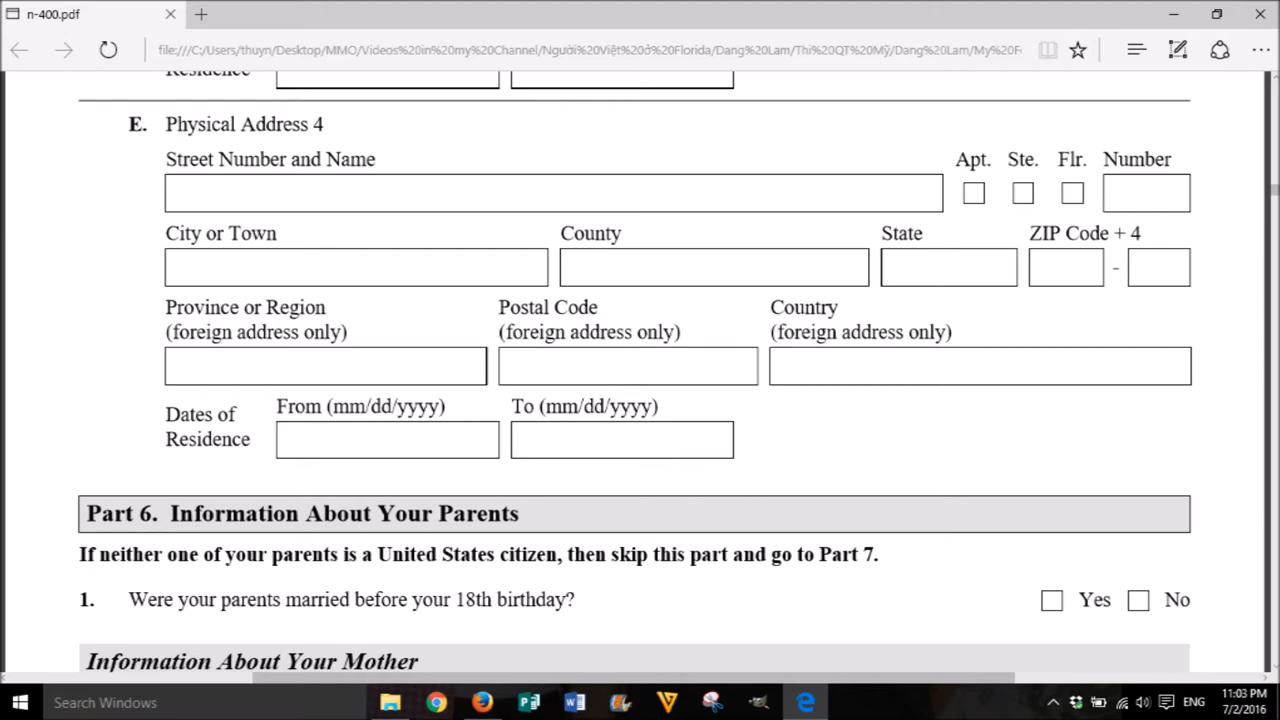 n-400.pdf
file:///C:/Users/thuyn/Desktop/MMO/Videos%20in%20my%20Channel/Người%20Việt%20ở%20Florida/Dang%20Lam/Thi%20QT%20Mỹ/Dang%20Lam/My%20F
Residence
E. Physical Address 4
Street Number and Name Apt. Ste. Flr. Number
City or Town County State ZIP Code + 4
-
Province or Region Postal Code Country
(foreign address only) (foreign address only) (foreign address only)
Dates of Residence From (mm/dd/yyyy) To (mm/dd/yyyy)
Part 6. Information About Your Parents
If neither one of your parents is a United States citizen, then skip this part and go to Part 7.
1. Were your parents married before your 18th birthday? Yes No
Information About Your Mother
Search Windows
ENG
11:03 PM
7/2/2016